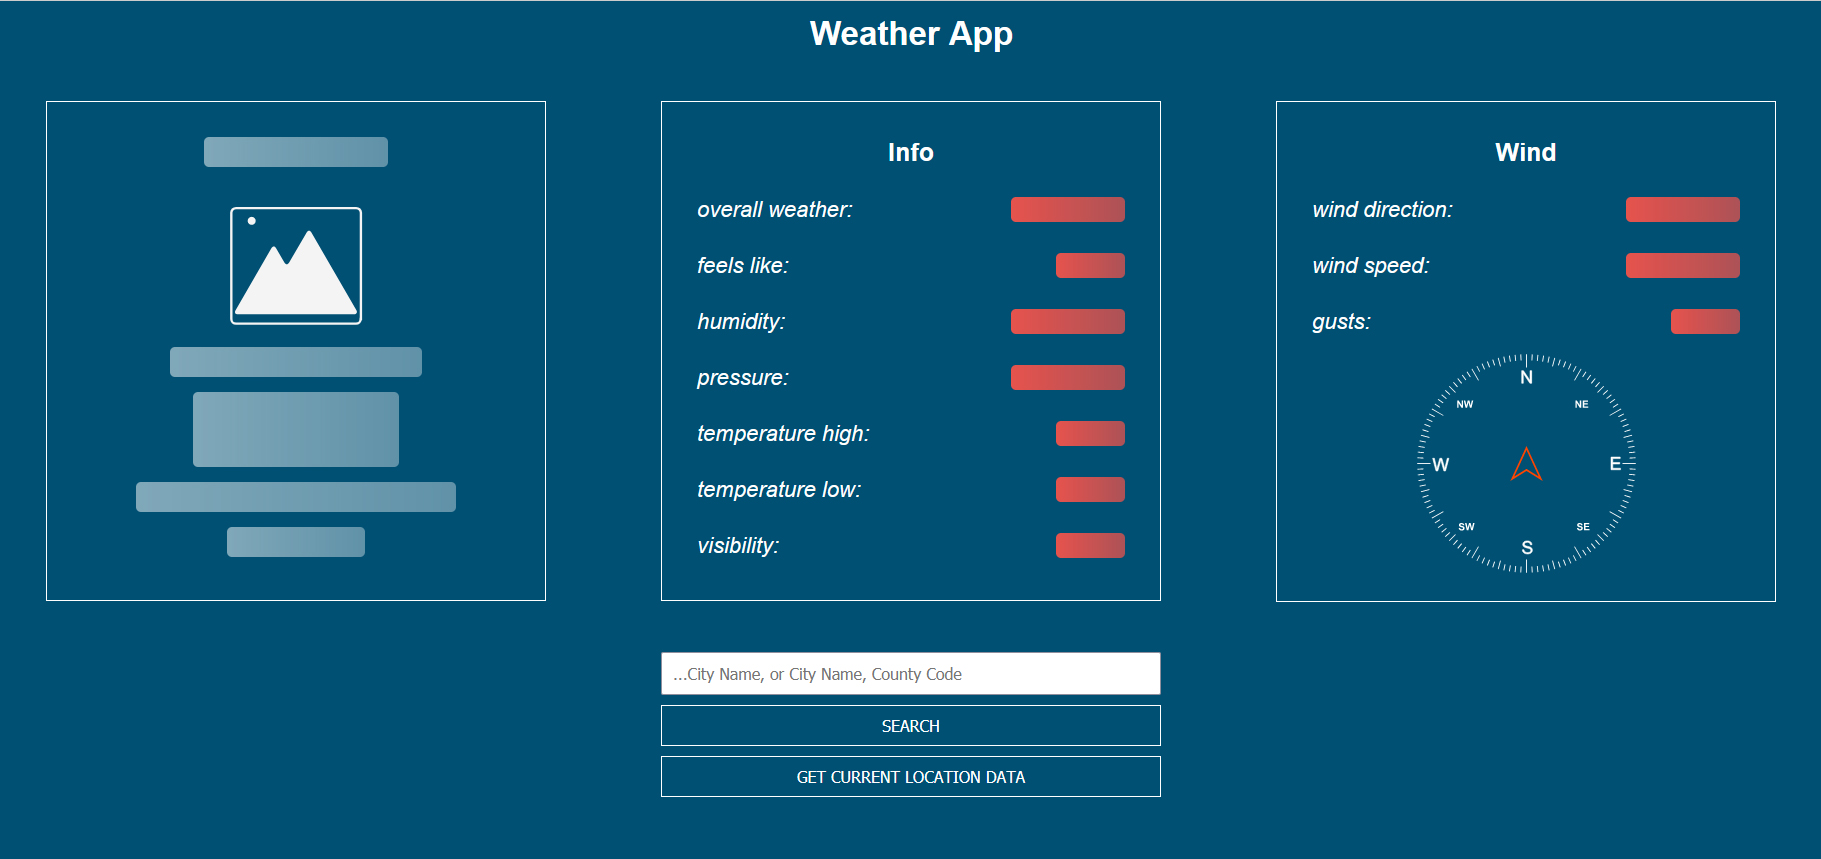 Weather App
Info
overall weather:
feels like:
humidity:
pressure:
temperature high:
temperature low:
visibility:
Wind
wind direction:
wind speed:
gusts:
N
NW
NE
W
E
SW
SE
S
...City Name, or City Name, County Code
SEARCH
GET CURRENT LOCATION DATA